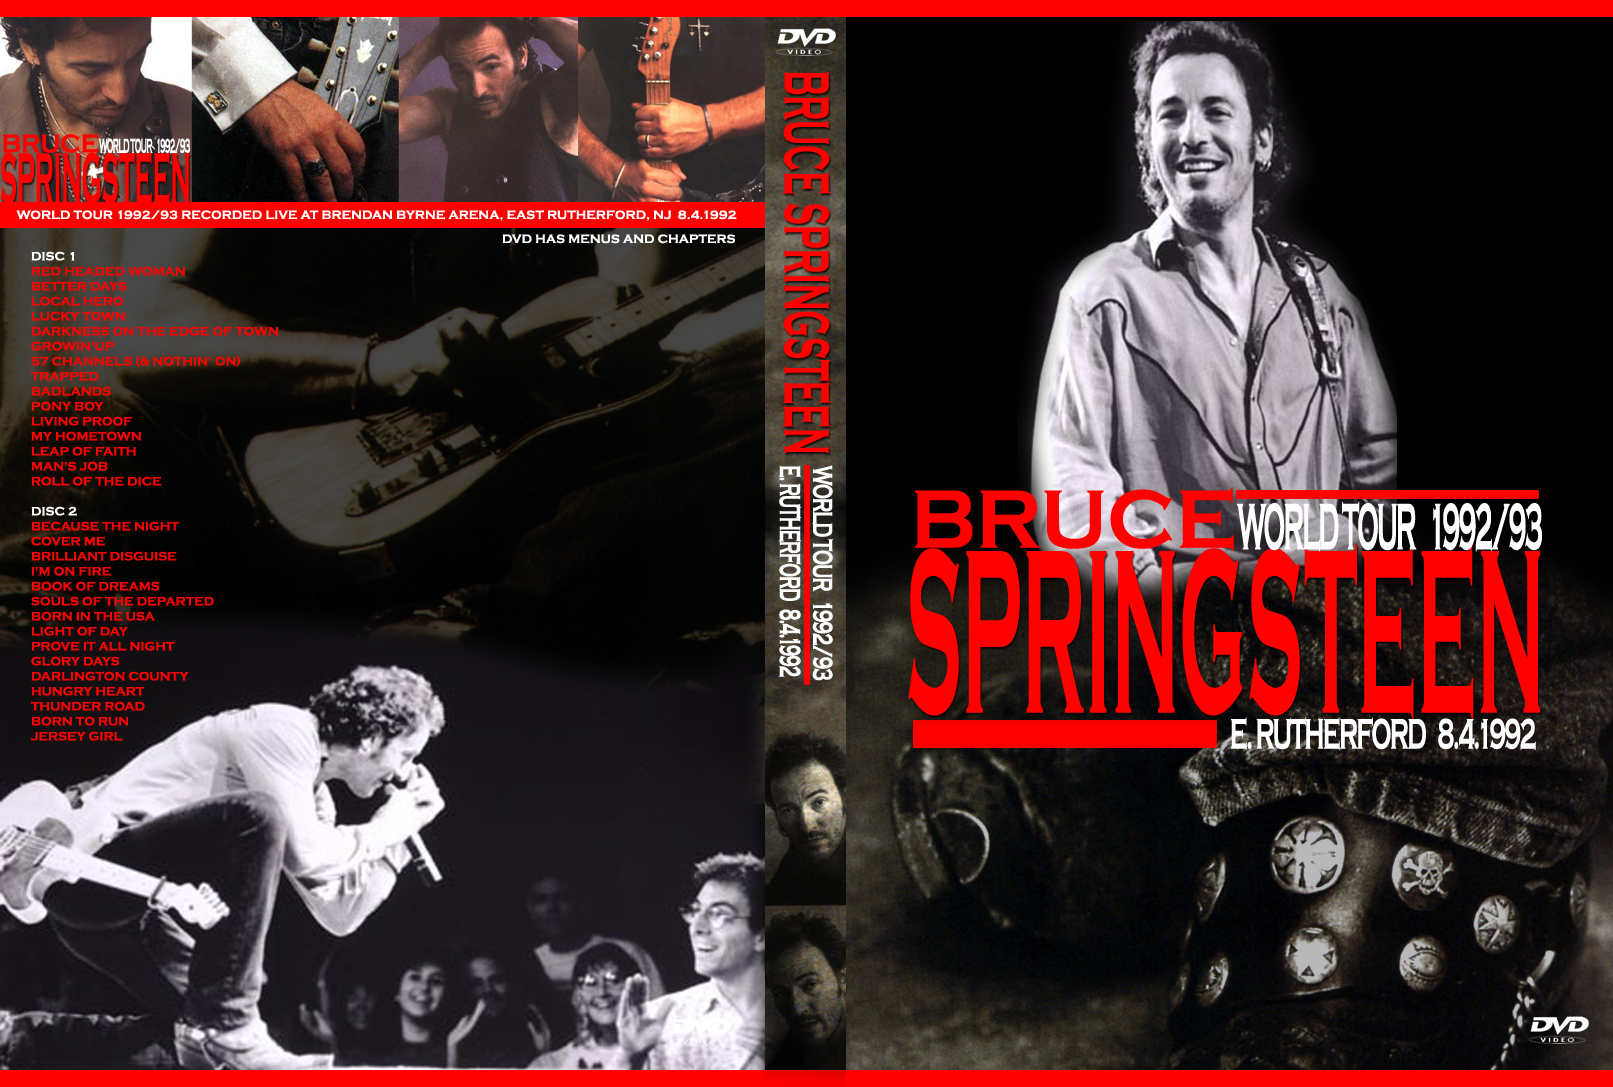 BRUCE WORLD TOUR 1992/93
SPRINGSTEEN
WORLD TOUR 1992/93 RECORDED LIVE AT BRENDAN BYRNE ARENA, EAST RUTHERFORD, NJ 8.4.1992
DVD HAS MENUS AND CHAPTERS
DISC 1
RED HEADED WOMAN
BETTER DAYS
LOCAL HERO
LUCKY TOWN
DARKNESS ON THE EDGE OF TOWN
GROWIN'UP
57 CHANNELS (& NOTHIN' ON)
TRAPPED
BADLANDS
PONY BOY
LIVING PROOF
MY HOMETOWN
LEAP OF FAITH
MAN'S JOB
ROLL OF THE DICE
DISC 2
BECAUSE THE NIGHT
COVER ME
BRILLIANT DISGUISE
I'M ON FIRE
BOOK OF DREAMS
SOULS OF THE DEPARTED
BORN IN THE USA
LIGHT OF DAY
PROVE IT ALL NIGHT
GLORY DAYS
DARLINGTON COUNTY
HUNGRY HEART
THUNDER ROAD
BORN TO RUN
JERSEY GIRL
DVD
VIDEO
DVD
VIDEO
BRUCE SPRINGSTEEN
WORLD TOUR 1992/93
E. RUTHERFORD 8.4.1992
BRUCE WORLD TOUR 1992/93
SPRINGSTEEN
E. RUTHERFORD 8.4.1992
DVD
VIDEO